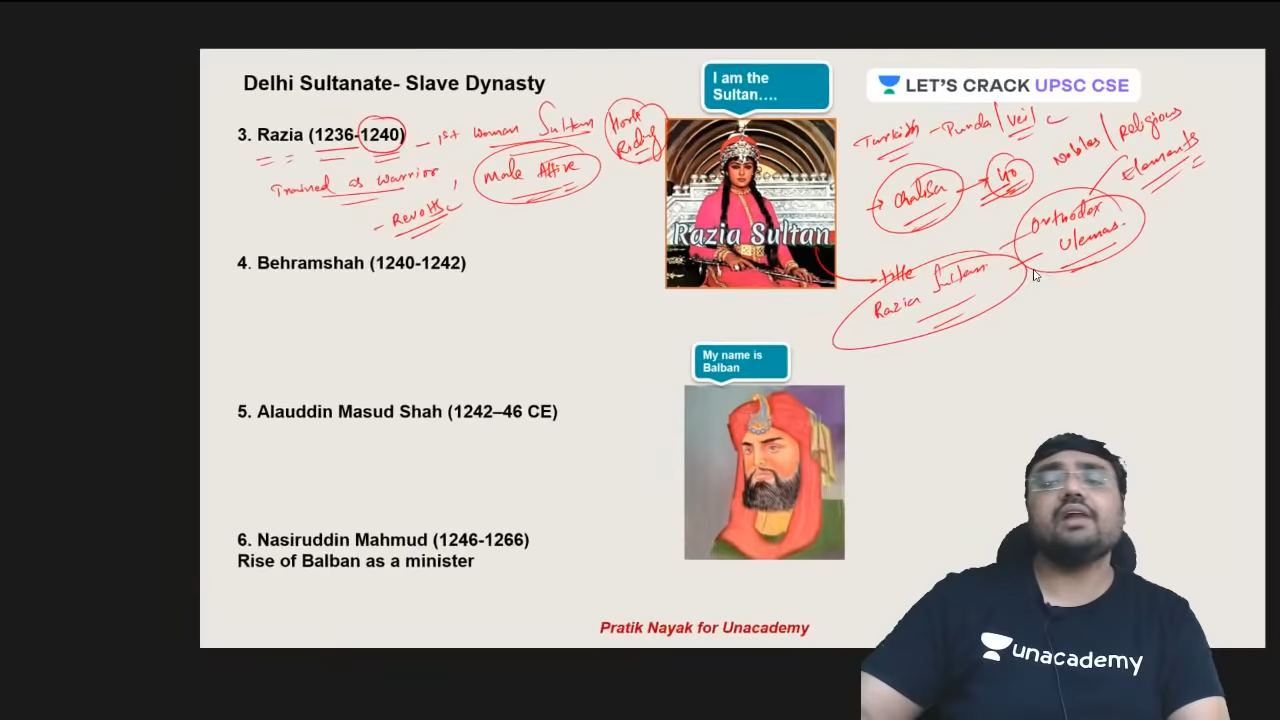 Delhi Sultanate- Slave Dynasty
I am the
Sultan....
LET'S CRACK UPSC CSE
3. Razia (1236-1240) - 1st Woman Sultan
Horse
Riding
Trained as warrior, Male Attire
- Revolts
Turkish - Purda / Veil
Nobles / Religious
Elements
→ Chalisa → 40
Orthodox
Ulemas.
Razia Sultan
title
Razia Sultan
4. Behramshah (1240-1242)
My name is
Balban
5. Alauddin Masud Shah (1242–46 CE)
6. Nasiruddin Mahmud (1246-1266)
Rise of Balban as a minister
Pratik Nayak for Unacademy
unacademy